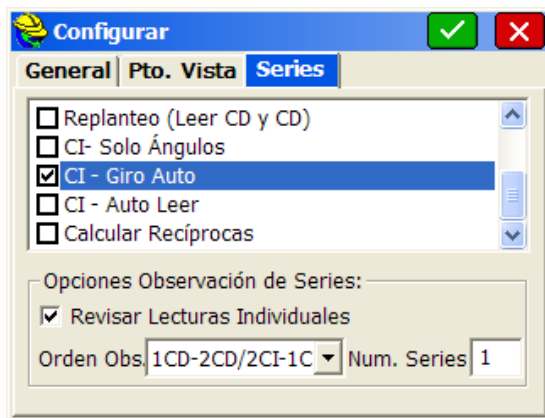 Configurar
General Pto. Vista Series
Replanteo (Leer CD y CD)
CI- Solo Ángulos
CI - Giro Auto
CI - Auto Leer
Calcular Recíprocas
Opciones Observación de Series:
Revisar Lecturas Individuales
Orden Obs. 1CD-2CD/2CI-1C Num. Series 1